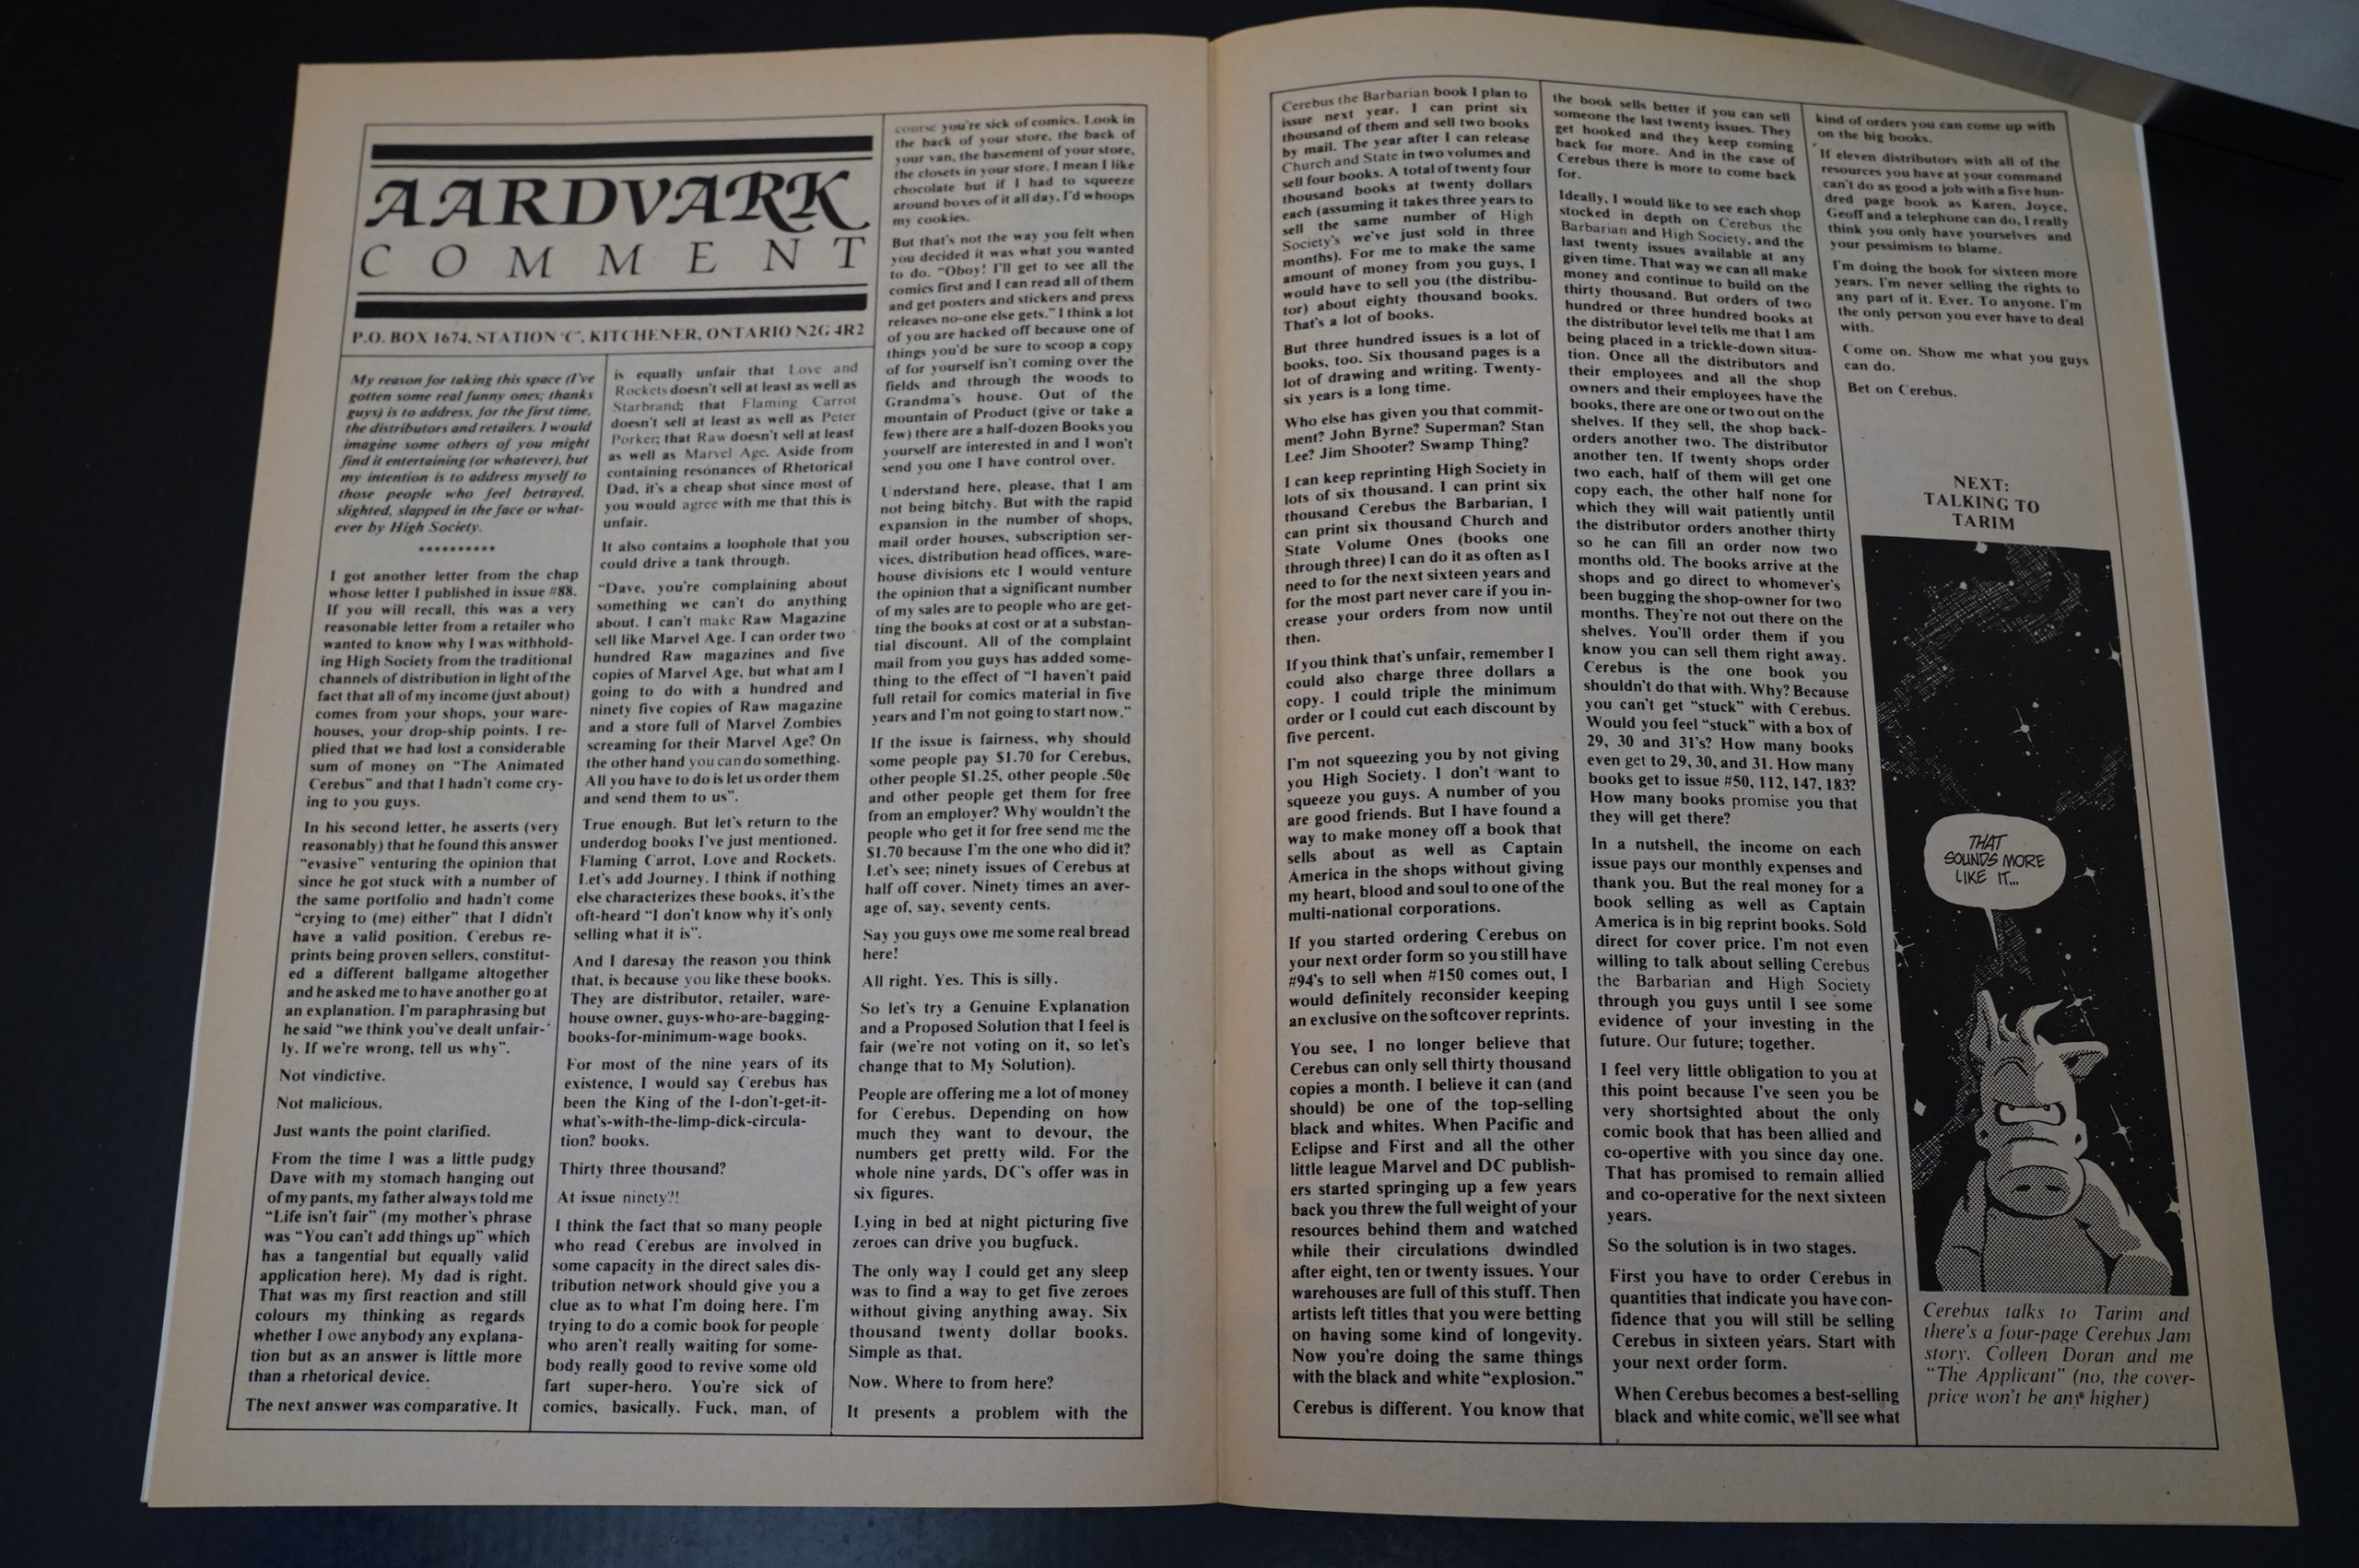 AARDVARK
COMMENT
P.O. BOX 1674, STATION 'C', KITCHENER, ONTARIO N2G 4R2
My reason for taking this space (I've
gotten some real funny ones; thanks
guys) is to address, for the first time,
the distributors and retailers. I would
imagine some others of you might
find it entertaining (or whatever), but
my intention is to address myself to
those people who feel betrayed,
slighted, slapped in the face or what-
ever by High Society.
**********
I got another letter from the chap
whose letter I published in issue #88.
If you will recall, this was a very
reasonable letter from a retailer who
wanted to know why I was withhold-
ing High Society from the traditional
channels of distribution in light of the
fact that all of my income (just about)
comes from your shops, your ware-
houses, your drop-ship points. I re-
plied that we had lost a considerable
sum of money on "The Animated
Cerebus" and that I hadn't come cry-
ing to you guys.
In his second letter, he asserts (very
reasonably) that he found this answer
"evasive" venturing the opinion that
since he got stuck with a number of
the same portfolio and hadn't come
"crying to (me) either" that I didn't
have a valid position. Cerebus re-
prints being proven sellers, constitut-
ed a different ballgame altogether
and he asked me to have another go at
an explanation. I'm paraphrasing but
he said "we think you've dealt unfair-
ly. If we're wrong, tell us why".
Not vindictive.
Not malicious.
Just wants the point clarified.
From the time I was a little pudgy
Dave with my stomach hanging out
of my pants, my father always told me
"Life isn't fair" (my mother's phrase
was "You can't add things up" which
has a tangential but equally valid
application here). My dad is right.
That was my first reaction and still
colours my thinking as regards
whether I owe anybody any explana-
tion but as an answer is little more
than a rhetorical device.
The next answer was comparative. It
is equally unfair that Love and
Rockets doesn't sell at least as well as
Starbrand; that Flaming Carrot
doesn't sell at least as well as Peter
Porker; that Raw doesn't sell at least
as well as Marvel Age. Aside from
containing resonances of Rhetorical
Dad, it's a cheap shot since most of
you would agree with me that this is
unfair.
It also contains a loophole that you
could drive a tank through.
"Dave, you're complaining about
something we can't do anything
about. I can't make Raw Magazine
sell like Marvel Age. I can order two
hundred Raw magazines and five
copies of Marvel Age, but what am I
going to do with a hundred and
ninety five copies of Raw magazine
and a store full of Marvel Zombies
screaming for their Marvel Age? On
the other hand you can do something.
All you have to do is let us order them
and send them to us".
True enough. But let's return to the
underdog books I've just mentioned.
Flaming Carrot, Love and Rockets.
Let's add Journey. I think if nothing
else characterizes these books, it's the
oft-heard "I don't know why it's only
selling what it is".
And I daresay the reason you think
that, is because you like these books.
They are distributor, retailer, ware-
house owner, guys-who-are-bagging-
books-for-minimum-wage books.
For most of the nine years of its
existence, I would say Cerebus has
been the King of the I-don't-get-it-
what's-with-the-limp-dick-circula-
tion? books.
Thirty three thousand?
At issue ninety?!
I think the fact that so many people
who read Cerebus are involved in
some capacity in the direct sales dis-
tribution network should give you a
clue as to what I'm doing here. I'm
trying to do a comic book for people
who aren't really waiting for some-
body really good to revive some old
fart super-hero. You're sick of
comics, basically. Fuck, man, of
course you're sick of comics. Look in
the back of your store, the back of
your van, the basement of your store,
the closets in your store. I mean I like
chocolate but if I had to squeeze
around boxes of it all day, I'd whoops
my cookies.
But that's not the way you felt when
you decided it was what you wanted
to do. "Oboy! I'll get to see all the
comics first and I can read all of them
and get posters and stickers and press
releases no-one else gets." I think a lot
of you are hacked off because one of
things you'd be sure to scoop a copy
of for yourself isn't coming over the
fields and through the woods to
Grandma's house. Out of the
mountain of Product (give or take a
few) there are a half-dozen Books you
yourself are interested in and I won't
send you one I have control over.
Understand here, please, that I am
not being bitchy. But with the rapid
expansion in the number of shops,
mail order houses, subscription ser-
vices, distribution head offices, ware-
house divisions etc I would venture
the opinion that a significant number
of my sales are to people who are get-
ting the books at cost or at a substan-
tial discount. All of the complaint
mail from you guys has added some-
thing to the effect of "I haven't paid
full retail for comics material in five
years and I'm not going to start now."
If the issue is fairness, why should
some people pay $1.70 for Cerebus,
other people $1.25, other people .50¢
and other people get them for free
from an employer? Why wouldn't the
people who get it for free send me the
$1.70 because I'm the one who did it?
Let's see; ninety issues of Cerebus at
half off cover. Ninety times an aver-
age of, say, seventy cents.
Say you guys owe me some real bread
here!
All right. Yes. This is silly.
So let's try a Genuine Explanation
and a Proposed Solution that I feel is
fair (we're not voting on it, so let's
change that to My Solution).
People are offering me a lot of money
for Cerebus. Depending on how
much they want to devour, the
numbers get pretty wild. For the
whole nine yards, DC's offer was in
six figures.
Lying in bed at night picturing five
zeroes can drive you bugfuck.
The only way I could get any sleep
was to find a way to get five zeroes
without giving anything away. Six
thousand twenty dollar books.
Simple as that.
Now. Where to from here?
It presents a problem with the
Cerebus the Barbarian book I plan to
issue next year. I can print six
thousand of them and sell two books
by mail. The year after I can release
Church and State in two volumes and
sell four books. A total of twenty four
thousand books at twenty dollars
each (assuming it takes three years to
sell the same number of High
Society's we've just sold in three
months). For me to make the same
amount of money from you guys, I
would have to sell you (the distribu-
tor) about eighty thousand books.
That's a lot of books.
But three hundred issues is a lot of
books, too. Six thousand pages is a
lot of drawing and writing. Twenty-
six years is a long time.
Who else has given you that commit-
ment? John Byrne? Superman? Stan
Lee? Jim Shooter? Swamp Thing?
I can keep reprinting High Society in
lots of six thousand. I can print six
thousand Cerebus the Barbarian, I
can print six thousand Church and
State Volume Ones (books one
through three) I can do it as often as I
need to for the next sixteen years and
for the most part never care if you in-
crease your orders from now until
then.
If you think that's unfair, remember I
could also charge three dollars a
copy. I could triple the minimum
order or I could cut each discount by
five percent.
I'm not squeezing you by not giving
you High Society. I don't want to
squeeze you guys. A number of you
are good friends. But I have found a
way to make money off a book that
sells about as well as Captain
America in the shops without giving
my heart, blood and soul to one of the
multi-national corporations.
If you started ordering Cerebus on
your next order form so you still have
#94's to sell when #150 comes out, I
would definitely reconsider keeping
an exclusive on the softcover reprints.
You see, I no longer believe that
Cerebus can only sell thirty thousand
copies a month. I believe it can (and
should) be one of the top-selling
black and whites. When Pacific and
Eclipse and First and all the other
little league Marvel and DC publish-
ers started springing up a few years
back you threw the full weight of your
resources behind them and watched
while their circulations dwindled
after eight, ten or twenty issues. Your
warehouses are full of this stuff. Then
artists left titles that you were betting
on having some kind of longevity.
Now you're doing the same things
with the black and white "explosion."
Cerebus is different. You know that
the book sells better if you can sell
someone the last twenty issues. They
get hooked and they keep coming
back for more. And in the case of
Cerebus there is more to come back
for.
Ideally, I would like to see each shop
stocked in depth on Cerebus the
Barbarian and High Society, and the
last twenty issues available at any
given time. That way we can all make
money and continue to build on the
thirty thousand. But orders of two
hundred or three hundred books at
the distributor level tells me that I am
being placed in a trickle-down situa-
tion. Once all the distributors and
their employees and all the shop
owners and their employees have the
books, there are one or two out on the
shelves. If they sell, the shop back-
orders another two. The distributor
another ten. If twenty shops order
two each, half of them will get one
copy each, the other half none for
which they will wait patiently until
the distributor orders another thirty
so he can fill an order now two
months old. The books arrive at the
shops and go direct to whomever's
been bugging the shop-owner for two
months. They're not out there on the
shelves. You'll order them if you
know you can sell them right away.
Cerebus is the one book you
shouldn't do that with. Why? Because
you can't get "stuck" with Cerebus.
Would you feel "stuck" with a box of
29, 30 and 31's? How many books
even get to 29, 30, and 31. How many
books get to issue #50, 112, 147, 183?
How many books promise you that
they will get there?
In a nutshell, the income on each
issue pays our monthly expenses and
thank you. But the real money for a
book selling as well as Captain
America is in big reprint books. Sold
direct for cover price. I'm not even
willing to talk about selling Cerebus
the Barbarian and High Society
through you guys until I see some
evidence of your investing in the
future. Our future; together.
I feel very little obligation to you at
this point because I've seen you be
very shortsighted about the only
comic book that has been allied and
co-opertive with you since day one.
That has promised to remain allied
and co-operative for the next sixteen
years.
So the solution is in two stages.
First you have to order Cerebus in
quantities that indicate you have con-
fidence that you will still be selling
Cerebus in sixteen years. Start with
your next order form.
When Cerebus becomes a best-selling
black and white comic, we'll see what
kind of orders you can come up with
on the big books.
If eleven distributors with all of the
resources you have at your command
can't do as good a job with a five hun-
dred page book as Karen, Joyce,
Geoff and a telephone can do, I really
think you only have yourselves and
your pessimism to blame.
I'm doing the book for sixteen more
years. I'm never selling the rights to
any part of it. Ever. To anyone. I'm
the only person you ever have to deal
with.
Come on. Show me what you guys
can do.
Bet on Cerebus.
NEXT:
TALKING TO
TARIM
THAT
SOUNDS MORE
LIKE IT...
Cerebus talks to Tarim and
there's a four-page Cerebus Jam
story. Colleen Doran and me
"The Applicant" (no, the cover-
price won't be any higher)